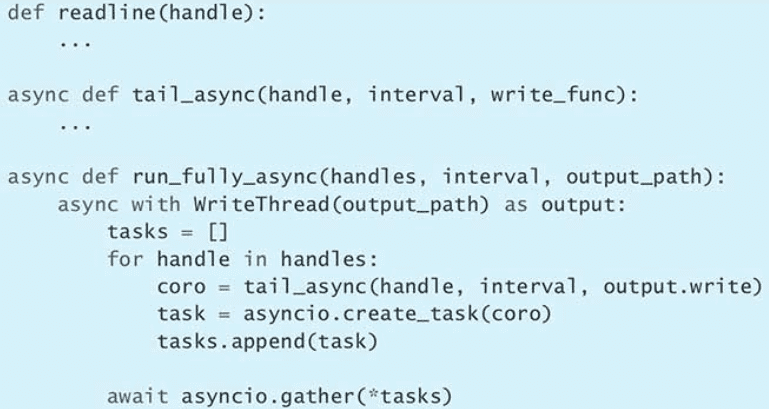 def readline(handle):
    ...
async def tail_async(handle, interval, write_func):
    ...
async def run_fully_async(handles, interval, output_path):
    async with WriteThread(output_path) as output:
        tasks = []
        for handle in handles:
            coro = tail_async(handle, interval, output.write)
            task = asyncio.create_task(coro)
            tasks.append(task)
        await asyncio.gather(*tasks)